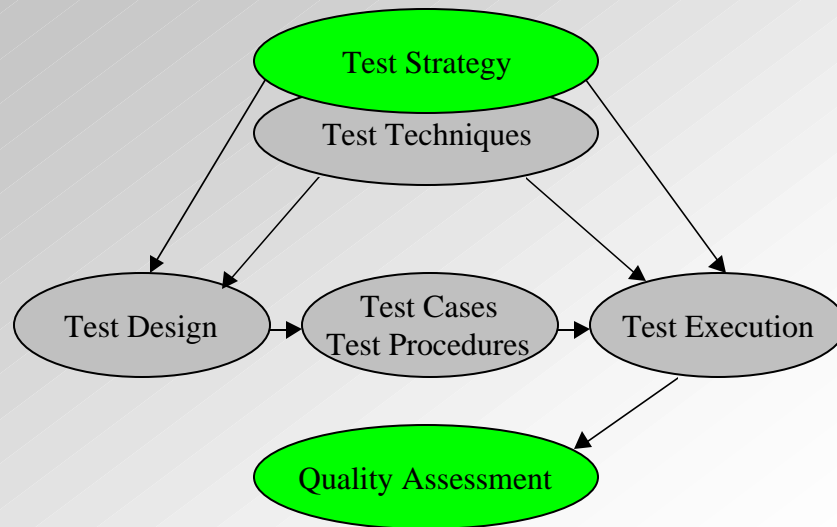 Test Strategy
Test Techniques
Test Design
Test Cases
Test Procedures
Test Execution
Quality Assessment